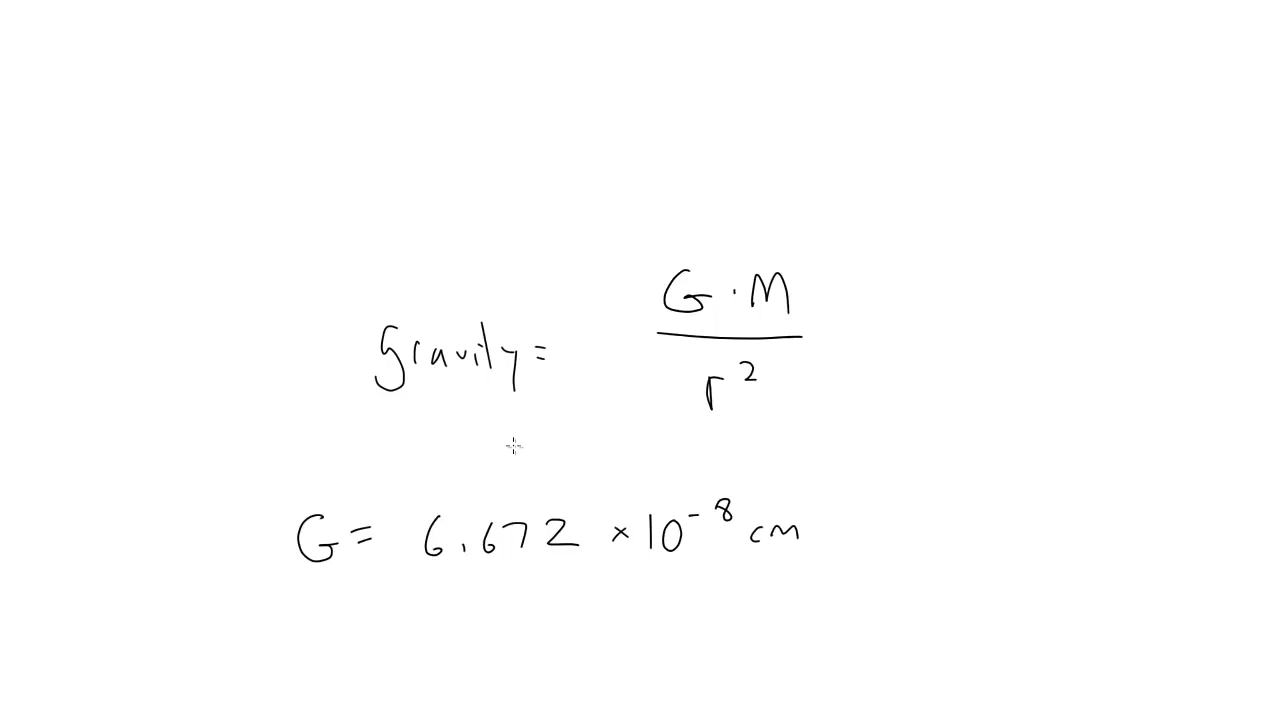 gravity = G · M / r²
G = 6.672 × 10⁻⁸ cm